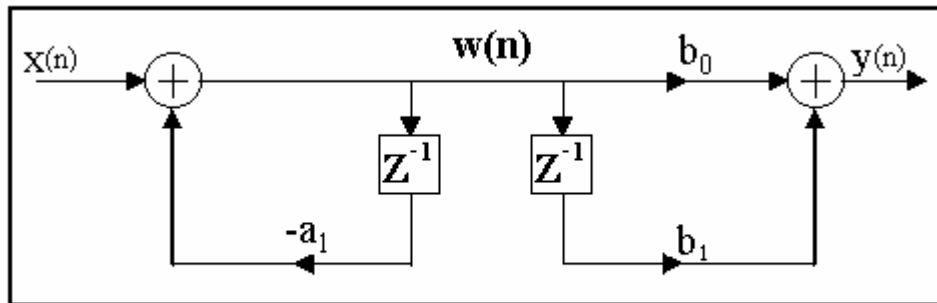 x(n)
+
w(n)
b₀
+
y(n)
Z⁻¹
Z⁻¹
-a₁
b₁